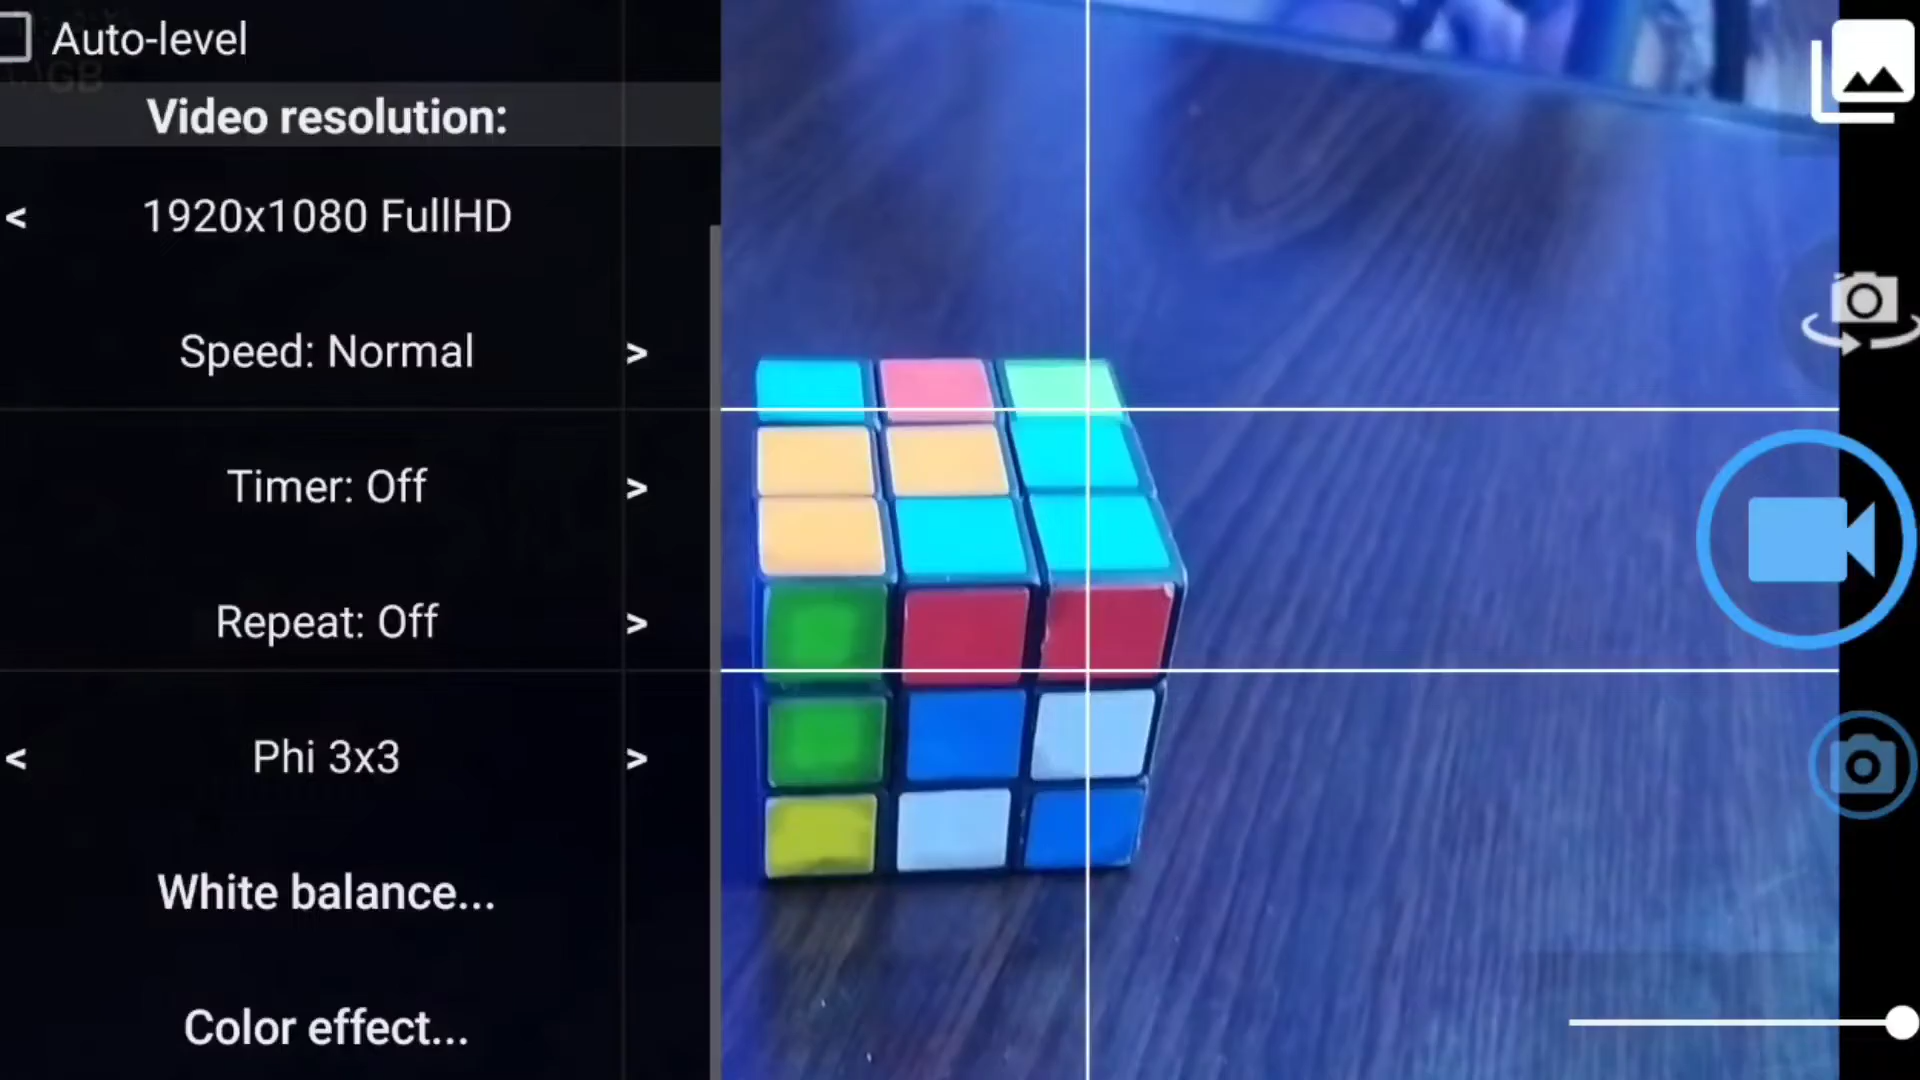 Auto-level
Video resolution:
< 1920x1080 FullHD
Speed: Normal >
Timer: Off >
Repeat: Off >
< Phi 3x3 >
White balance...
Color effect...